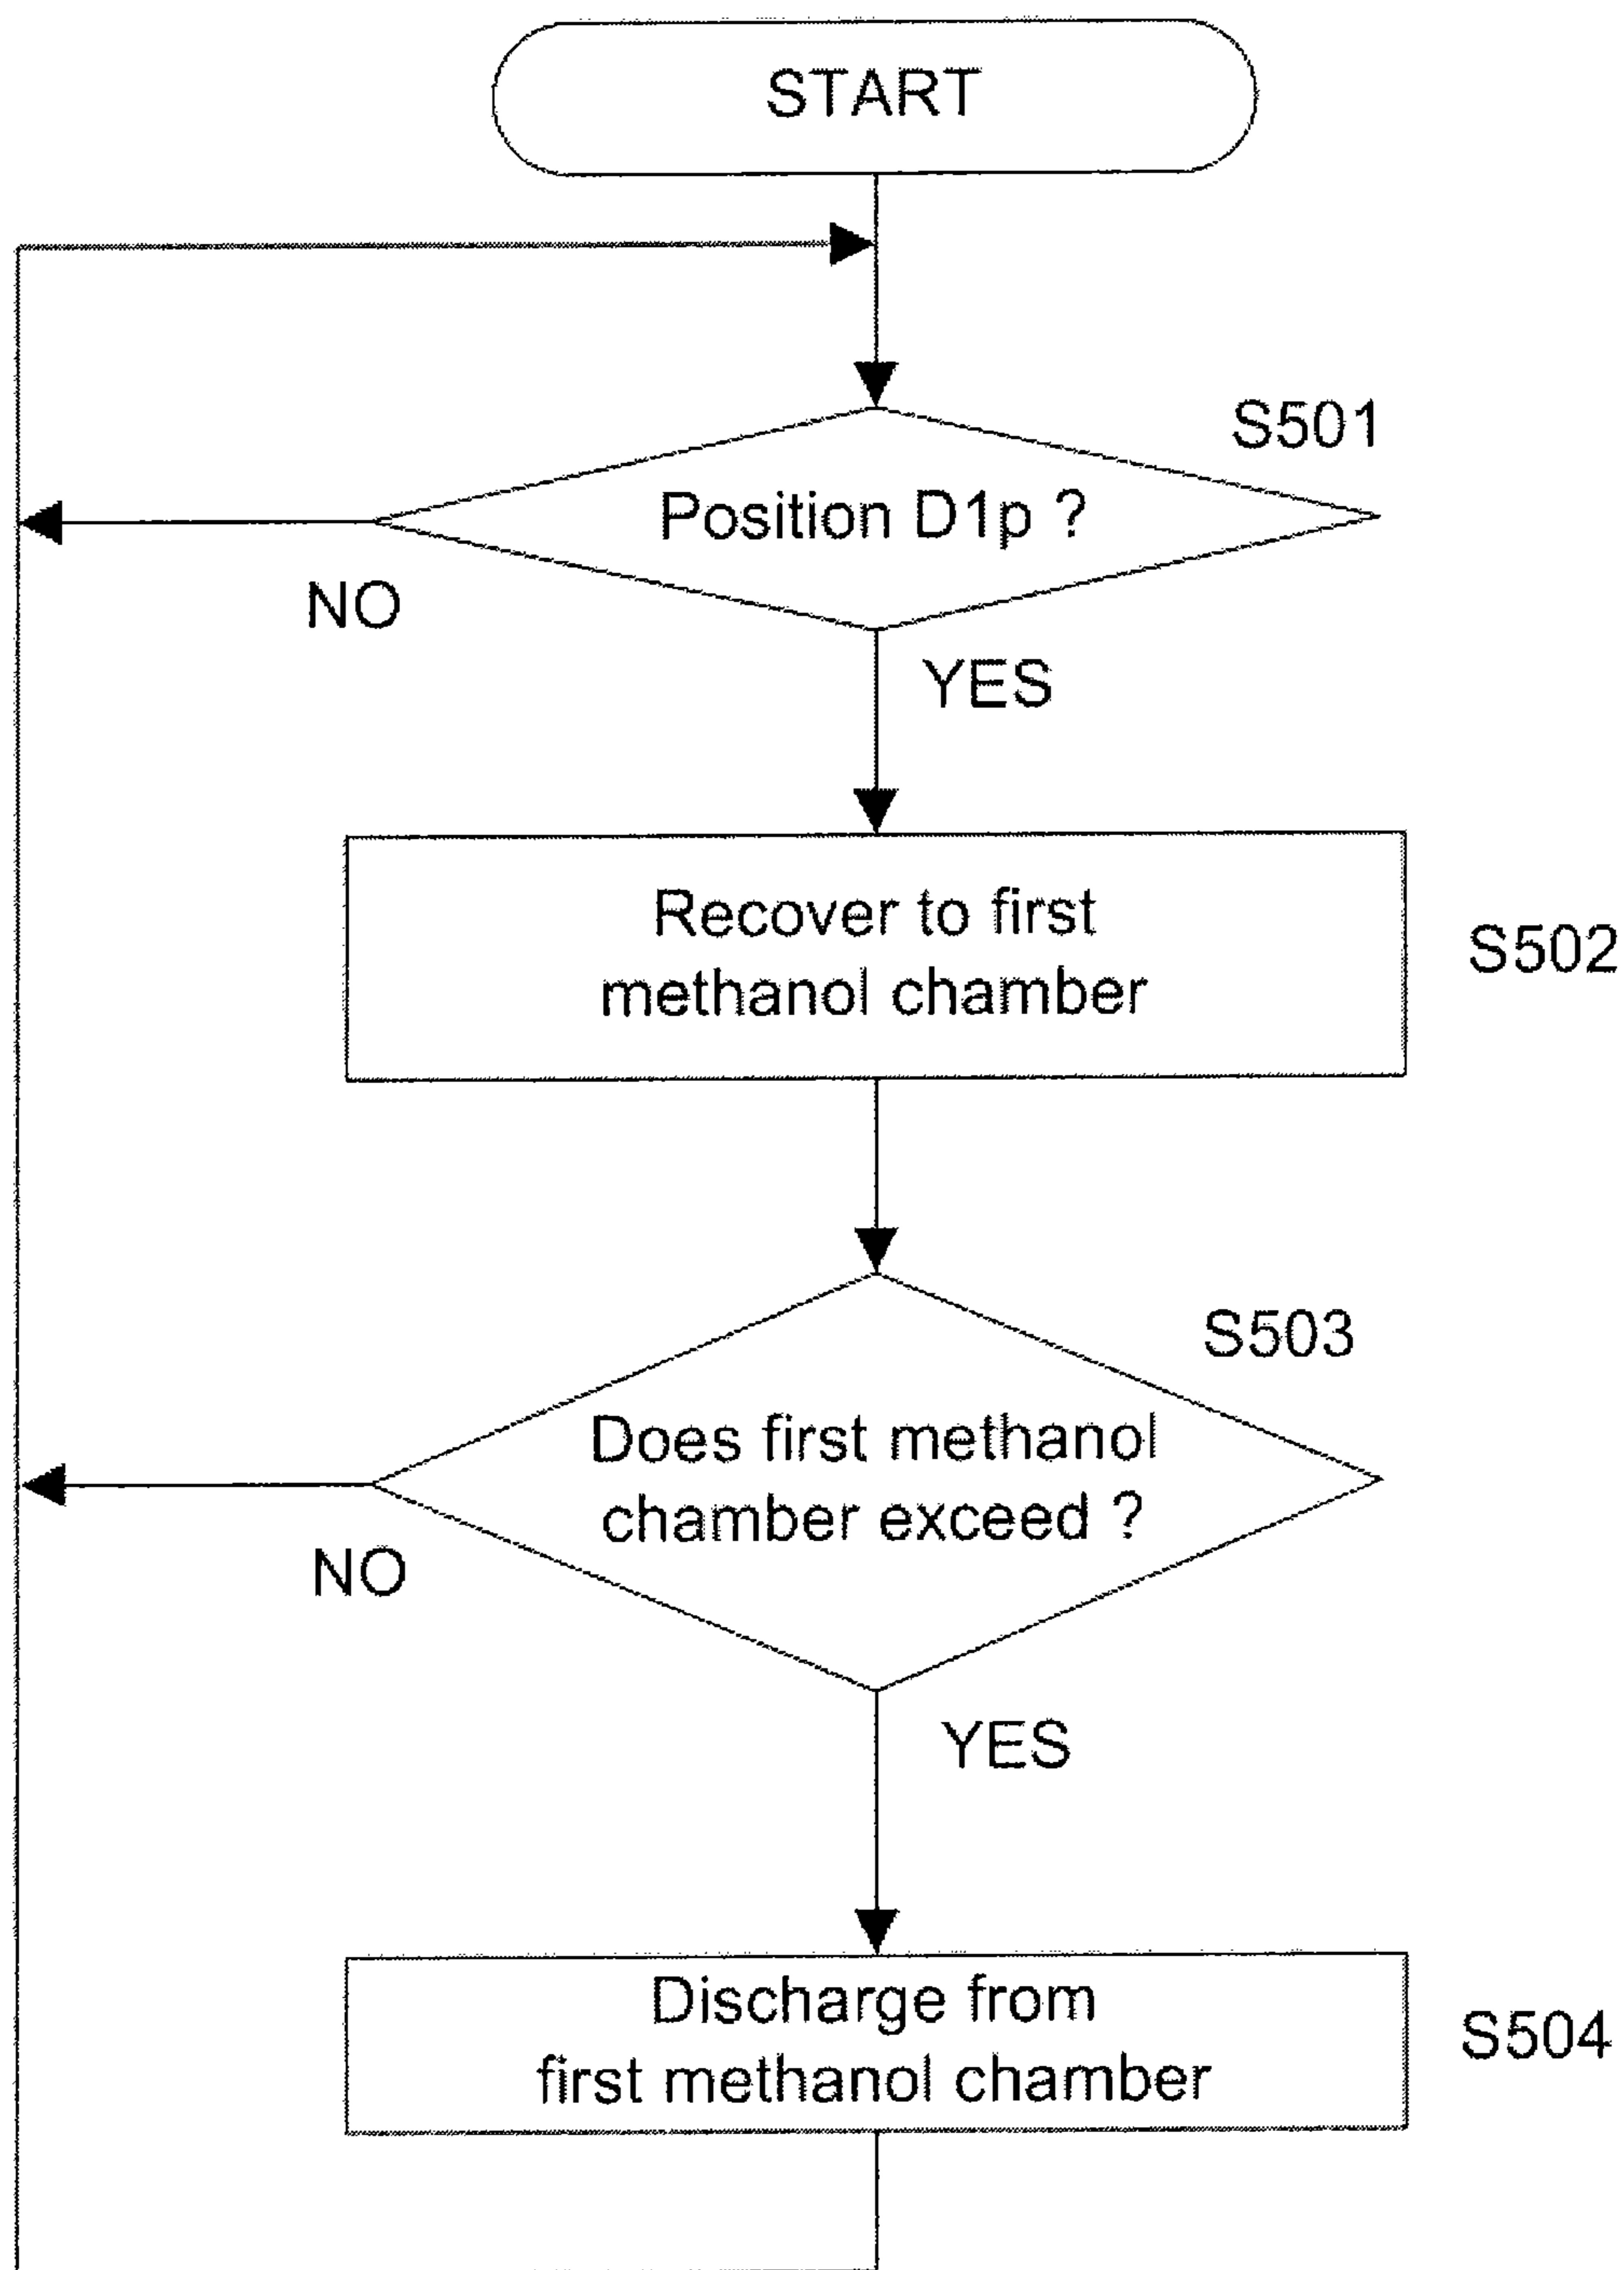 START
S501
Position D1p ?
NO
YES
Recover to first
methanol chamber
S502
S503
Does first methanol
chamber exceed ?
NO
YES
Discharge from
first methanol chamber
S504